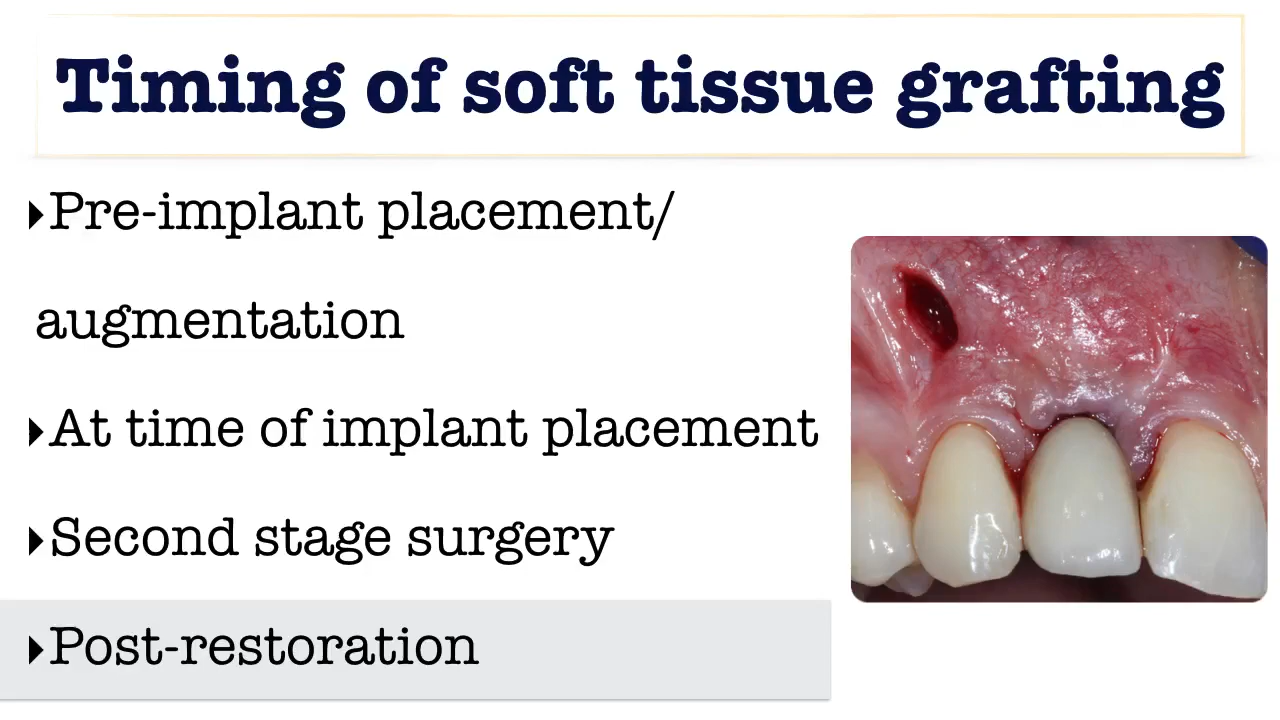 Timing of soft tissue grafting
▸Pre-implant placement/
augmentation
▸At time of implant placement
▸Second stage surgery
▸Post-restoration